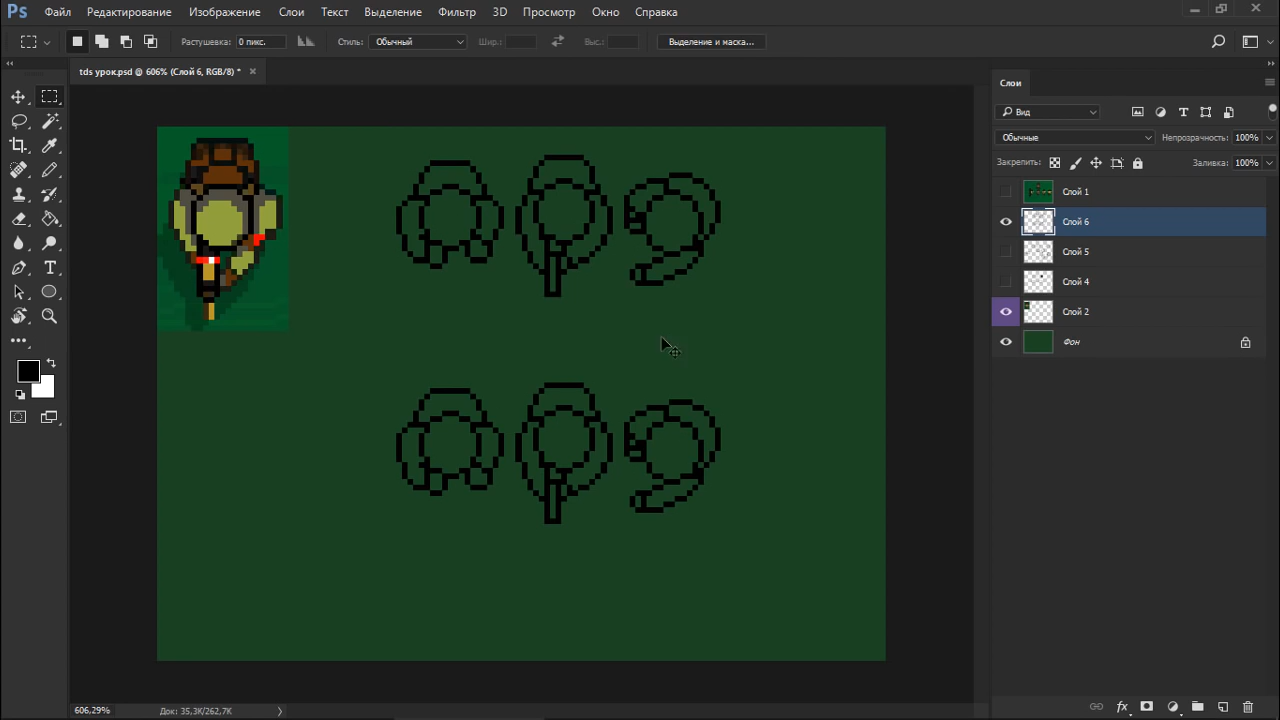 Ps Файл Редактирование Изображение Слои Текст Выделение Фильтр 3D Просмотр Окно Справка
Растушевка: 0 пикс. Стиль: Обычный Шир.: Выс.: Выделение и маска...
tds урок.psd @ 606% (Слой 6, RGB/8) *
Слои
Вид
Обычные Непрозрачность: 100%
Закрепить: Заливка: 100%
Слой 1
Слой 6
Слой 5
Слой 4
Слой 2
Фон
606,29% Док: 35,3K/262,7K